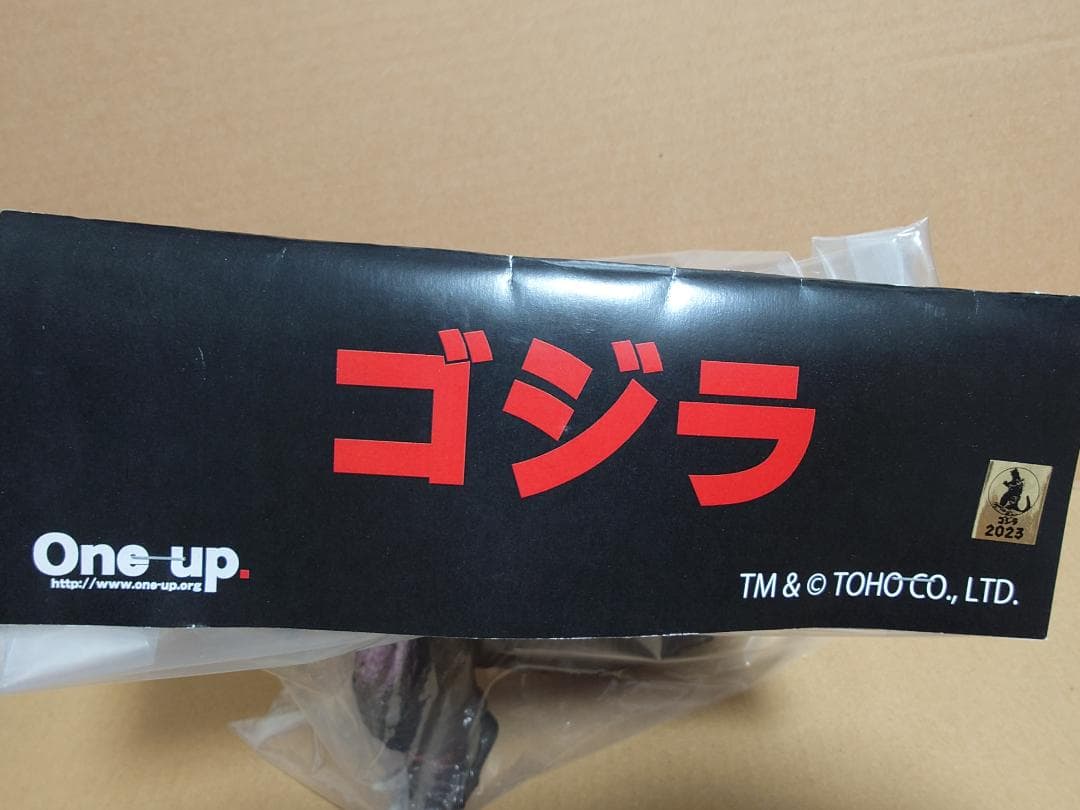 ゴジラ
One-up.
http://www.one-up.org
ゴジラ
2023
TM & © TOHO CO., LTD.